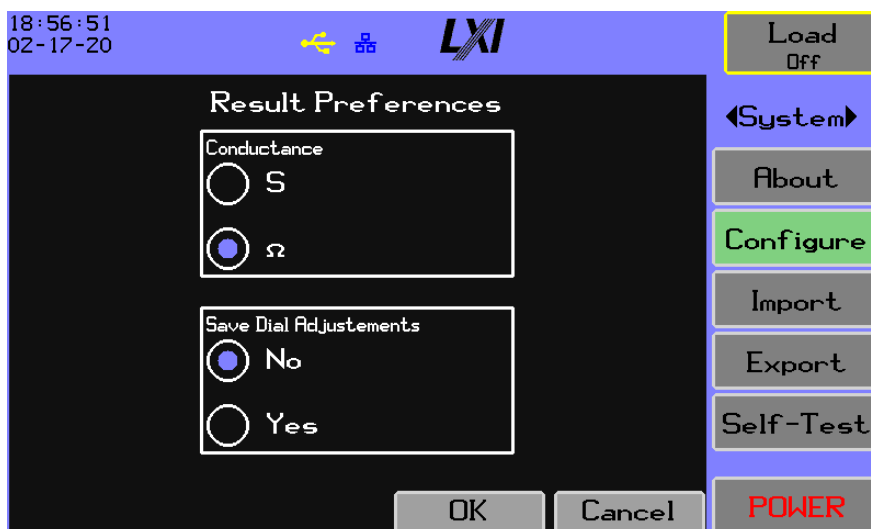 18:56:51
02-17-20
LXI
Load
Off
Result Preferences
◀System▶
Conductance
S
Ω
About
Configure
Import
Save Dial Adjustements
No
Yes
Export
Self-Test
OK
Cancel
POWER